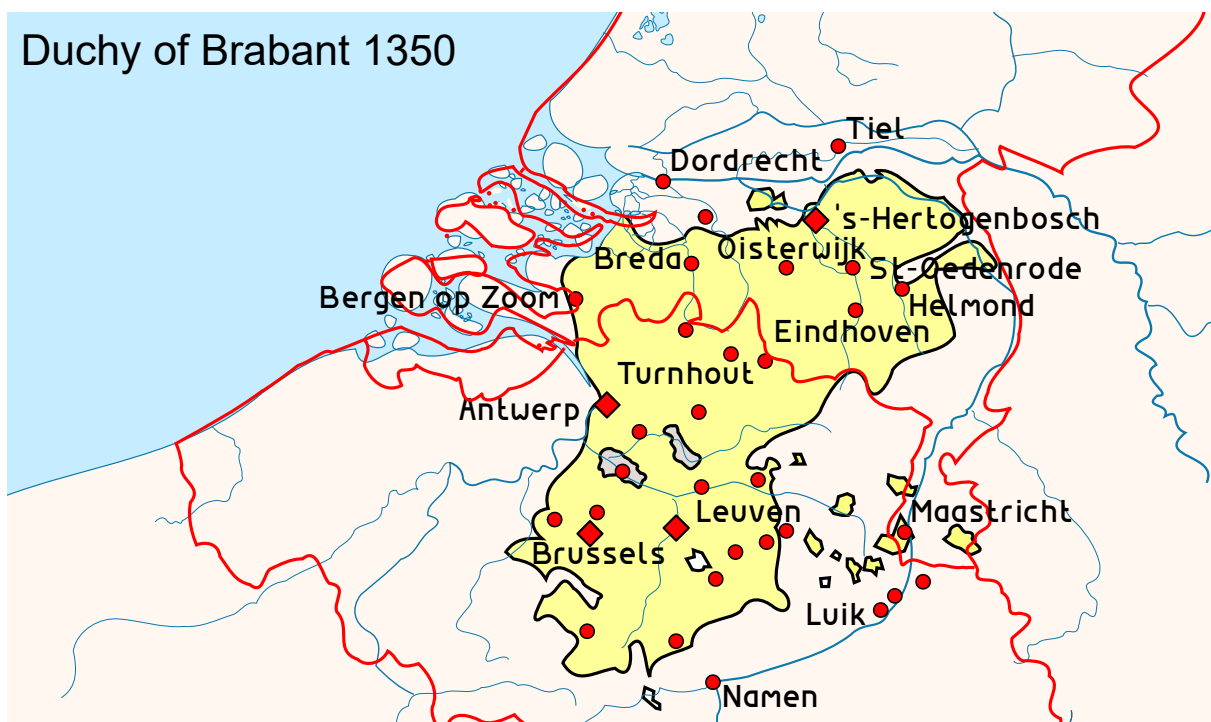 Duchy of Brabant 1350
Tiel
Dordrecht
's-Hertogenbosch
Oisterwijk
Breda
St-Oedenrode
Bergen op Zoom
Helmond
Eindhoven
Turnhout
Antwerp
Leuven
Maastricht
Brussels
Luik
Namen